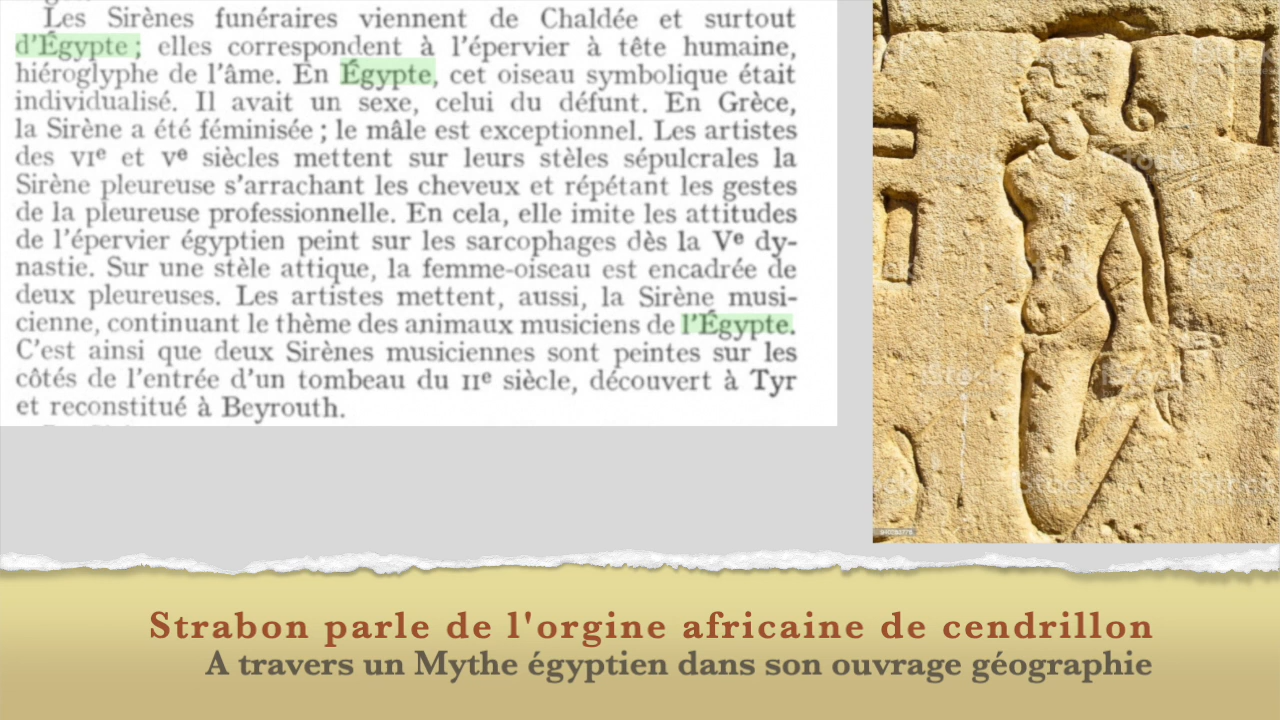 Les Sirènes funéraires viennent de Chaldée et surtout
d'Égypte ; elles correspondent à l'épervier à tête humaine,
hiéroglyphe de l'âme. En Égypte, cet oiseau symbolique était
individualisé. Il avait un sexe, celui du défunt. En Grèce,
la Sirène a été féminisée ; le mâle est exceptionnel. Les artistes
des VIe et Ve siècles mettent sur leurs stèles sépulcrales la
Sirène pleureuse s'arrachant les cheveux et répétant les gestes
de la pleureuse professionnelle. En cela, elle imite les attitudes
de l'épervier égyptien peint sur les sarcophages dès la Ve dy-
nastie. Sur une stèle attique, la femme-oiseau est encadrée de
deux pleureuses. Les artistes mettent, aussi, la Sirène musi-
cienne, continuant le thème des animaux musiciens de l'Égypte.
C'est ainsi que deux Sirènes musiciennes sont peintes sur les
côtés de l'entrée d'un tombeau du IIe siècle, découvert à Tyr
et reconstitué à Beyrouth.
iStock
Strabon parle de l'orgine africaine de cendrillon
A travers un Mythe égyptien dans son ouvrage géographie